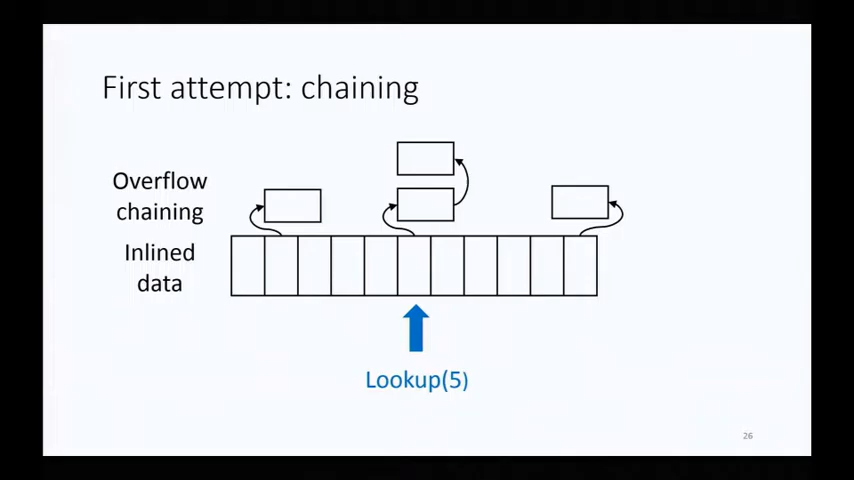 First attempt: chaining
Overflow
chaining
Inlined
data
Lookup(5)
26